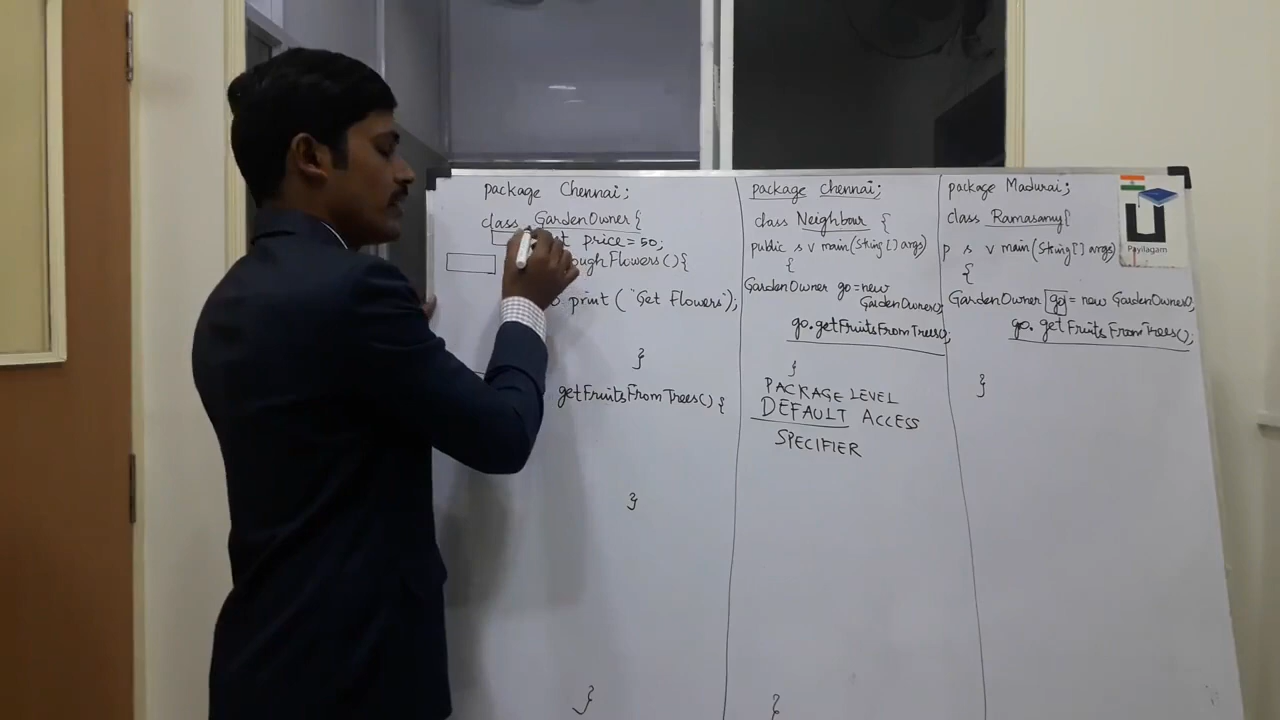 package Chennai;
class GardenOwner{
price=50;
oughFlowers(){
print ("Get Flowers");
}
getFruitsFromTrees(){
}
}
package chennai;
class Neighbour {
public s v main(String[] args)
{
GardenOwner go=new
GardenOwner();
go.getFruitsFromTrees();
}
PACKAGE LEVEL
DEFAULT ACCESS
SPECIFIER
}
package Madurai;
class Ramasamy{
p s v main(String[] args)
{
GardenOwner go = new GardenOwner();
go. getFruitsFromTrees();
}
Payilagam